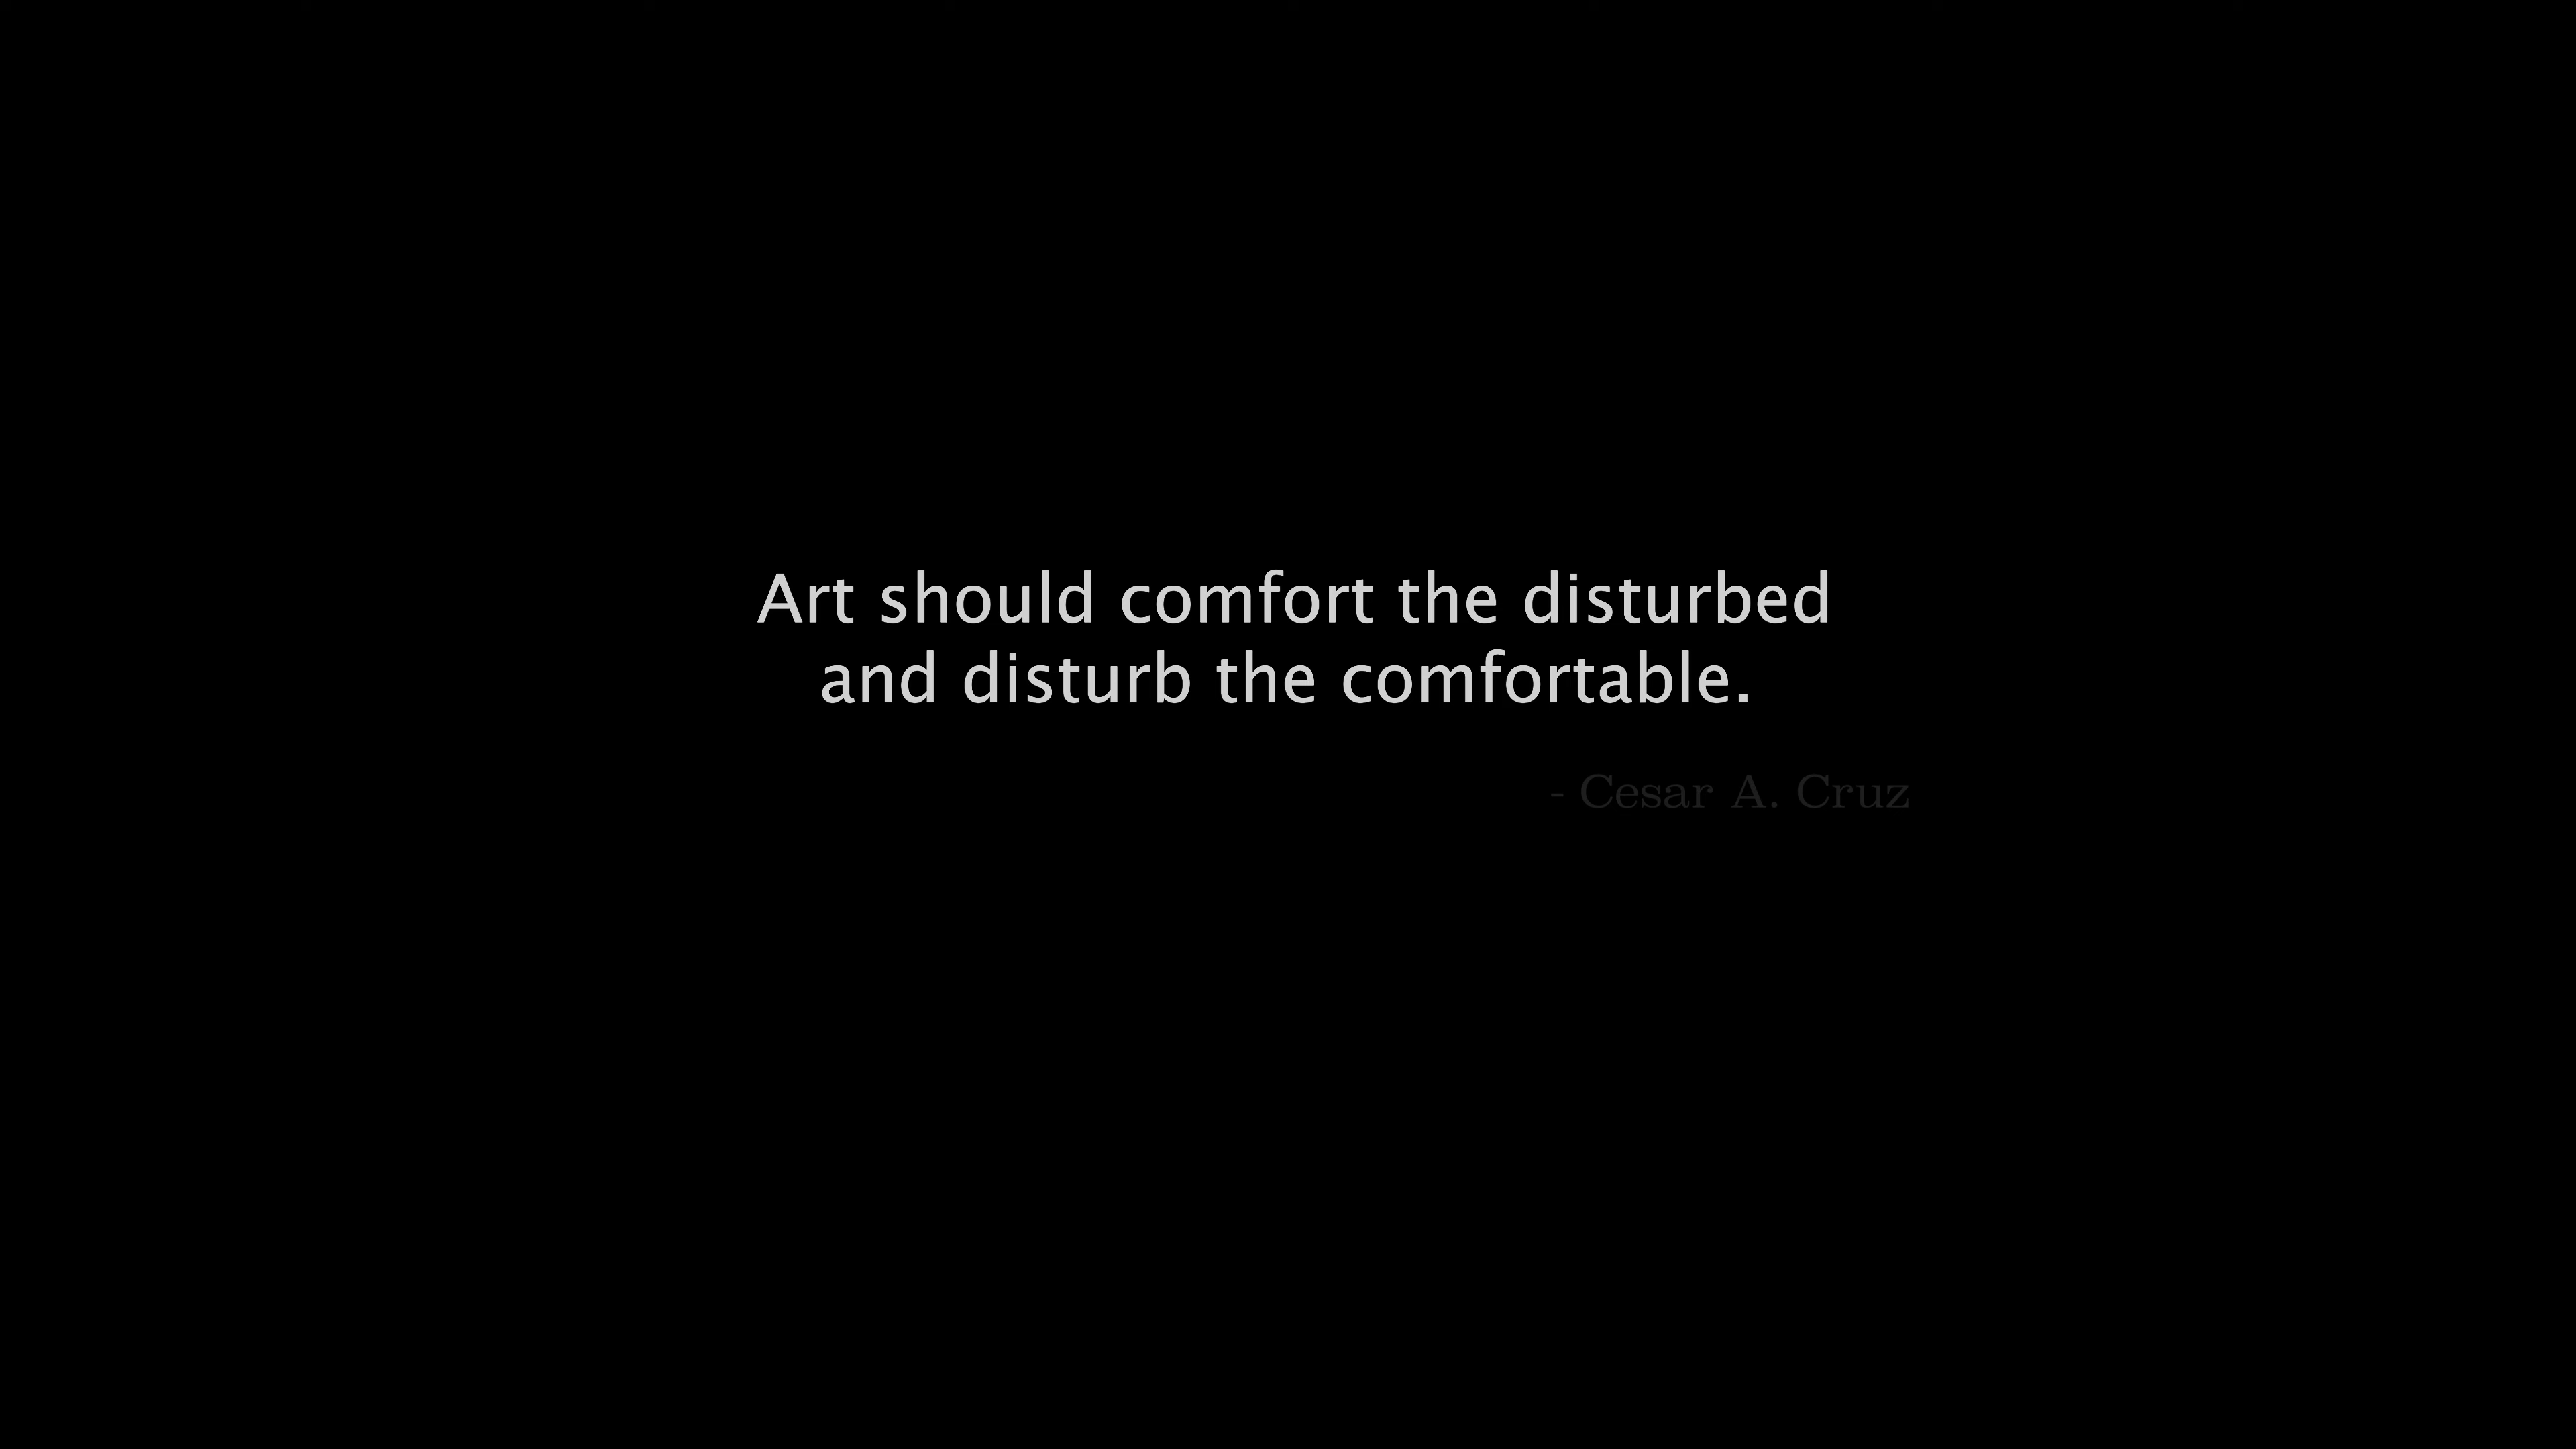 Art should comfort the disturbed
and disturb the comfortable.
- Cesar A. Cruz